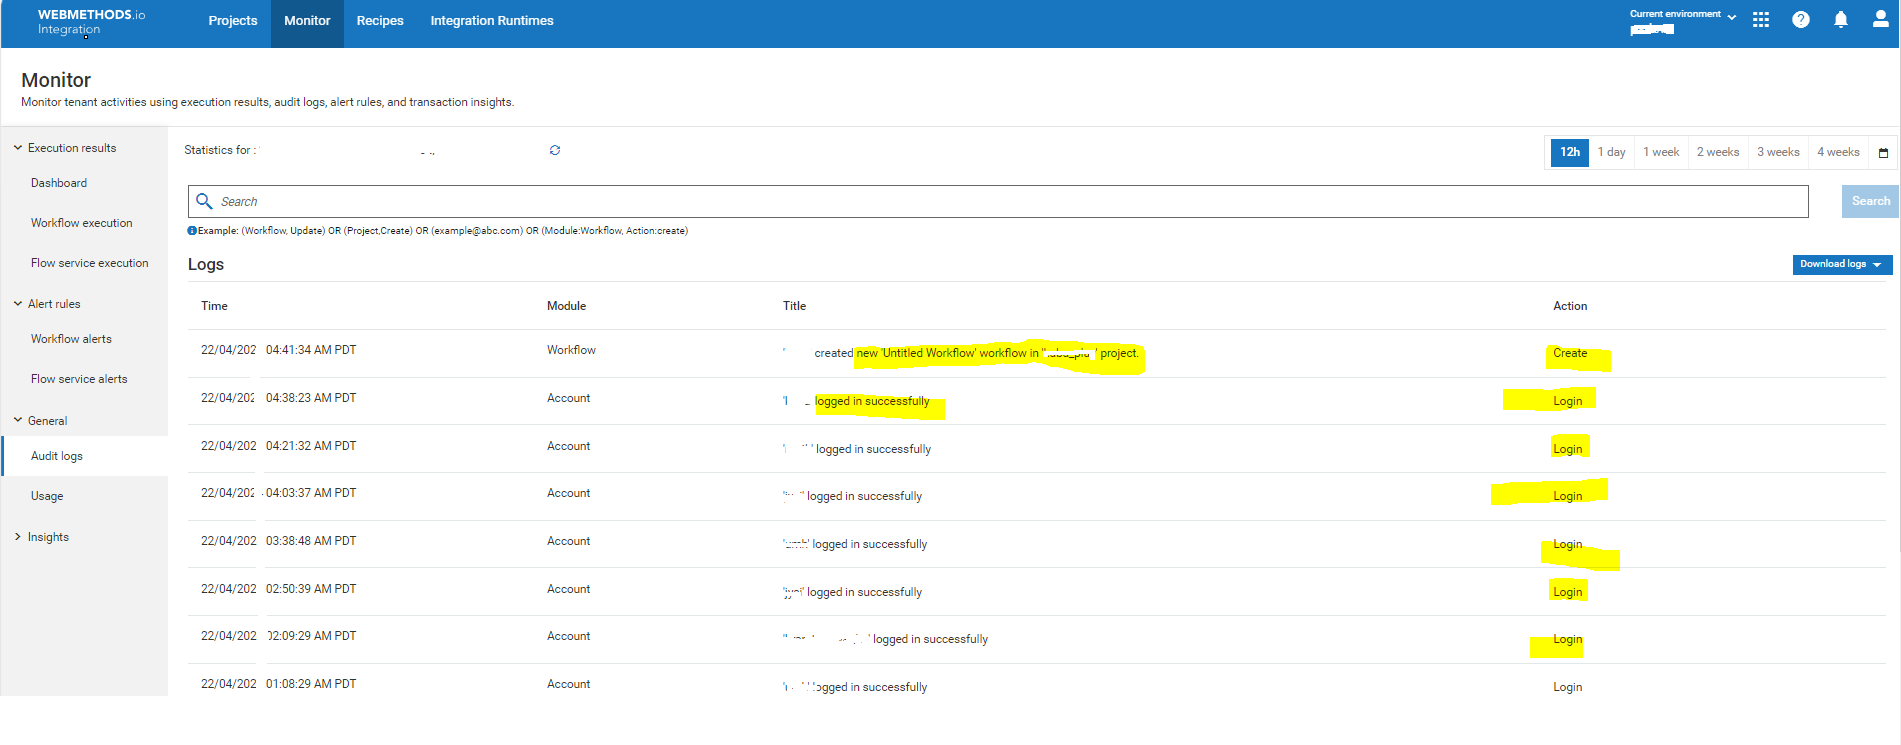 WEBMETHODS.io
Integration
Projects Monitor Recipes Integration Runtimes
Current environment
Monitor
Monitor tenant activities using execution results, audit logs, alert rules, and transaction insights.
Execution results
Dashboard
Workflow execution
Flow service execution
Alert rules
Workflow alerts
Flow service alerts
General
Audit logs
Usage
Insights
Statistics for :
12h 1 day 1 week 2 weeks 3 weeks 4 weeks
Search Search
Example: (Workflow, Update) OR (Project,Create) OR (example@abc.com) OR (Module:Workflow, Action:create)
Logs Download logs
Time Module Title Action
22/04/202 04:41:34 AM PDT Workflow created new 'Untitled Workflow' workflow in ' ' project. Create
22/04/202 04:38:23 AM PDT Account logged in successfully Login
22/04/202 04:21:32 AM PDT Account logged in successfully Login
22/04/202 04:03:37 AM PDT Account logged in successfully Login
22/04/202 03:38:48 AM PDT Account logged in successfully Login
22/04/202 02:50:39 AM PDT Account logged in successfully Login
22/04/202 02:09:29 AM PDT Account logged in successfully Login
22/04/202 01:08:29 AM PDT Account logged in successfully Login